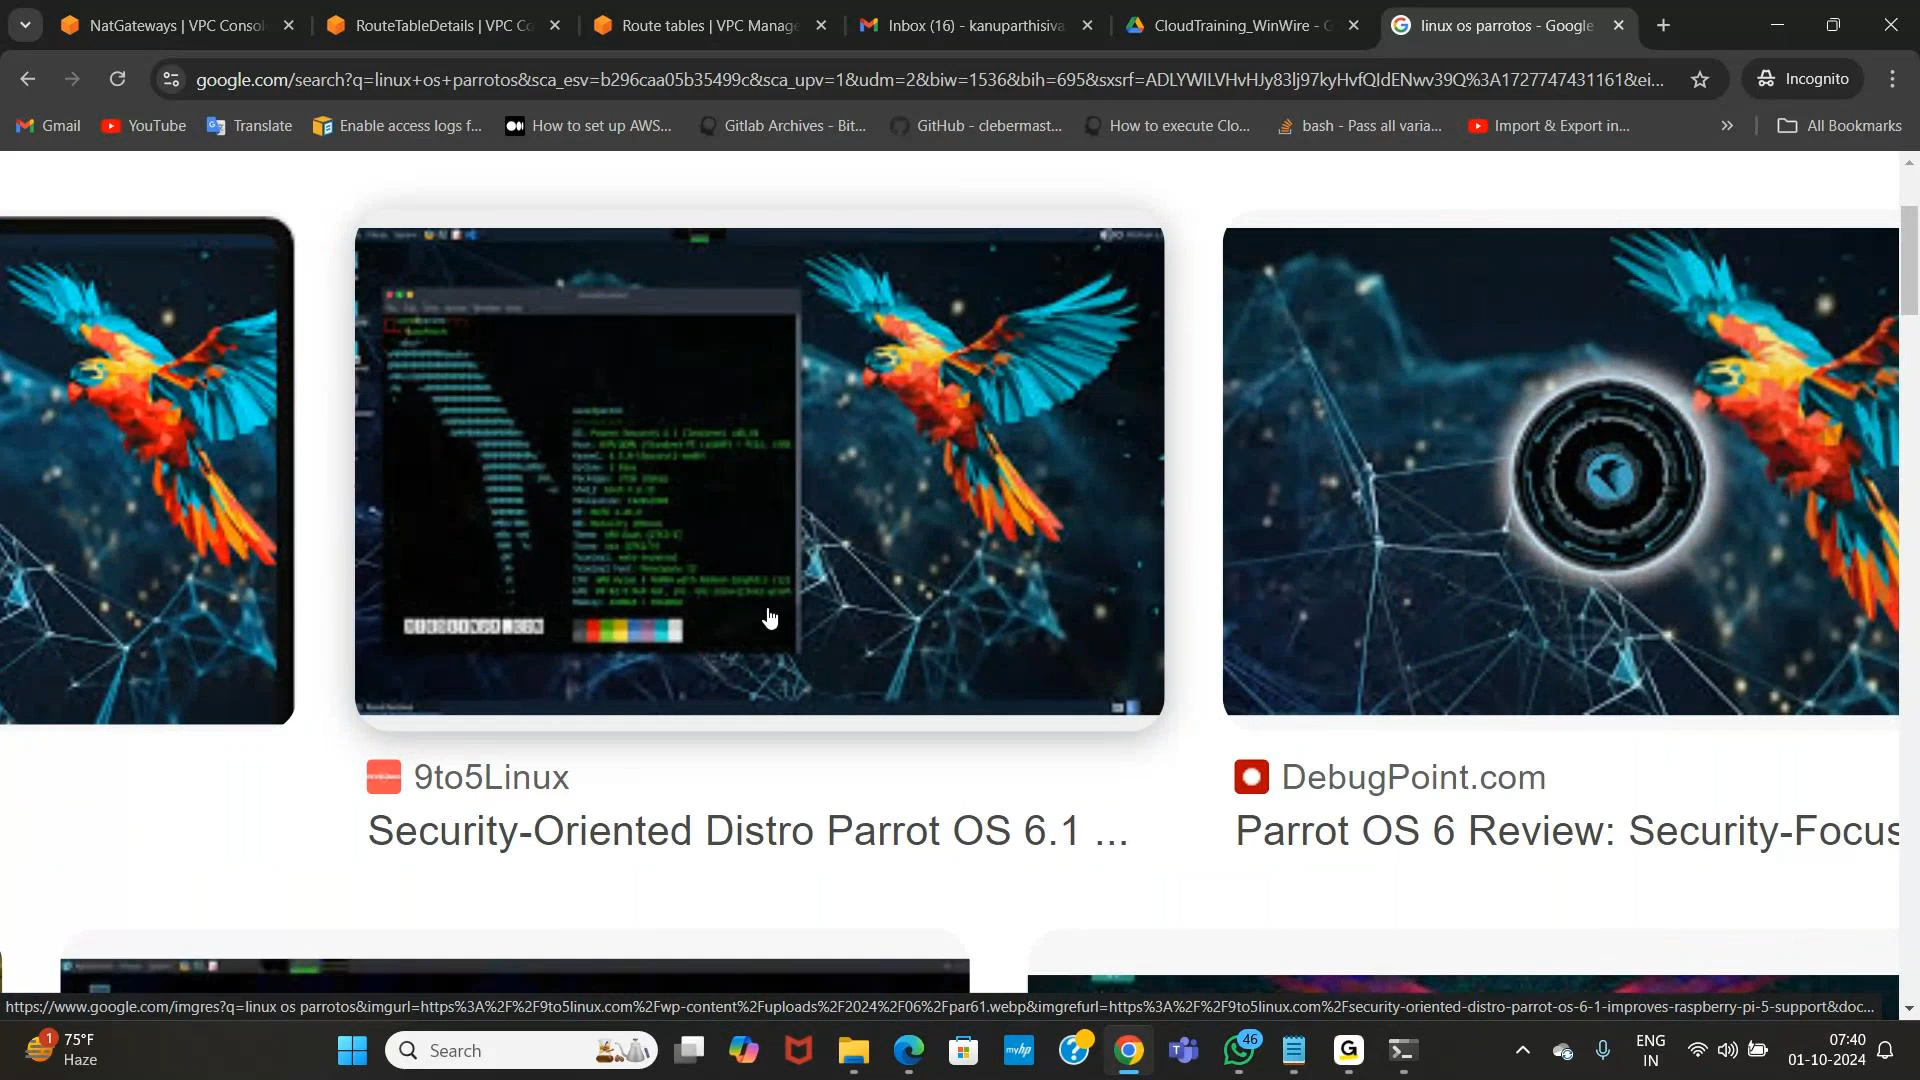 NatGateways | VPC Consol
RouteTableDetails | VPC Co
Route tables | VPC Manage
Inbox (16) - kanuparthisiva
CloudTraining_WinWire - G
linux os parrotos - Google
google.com/search?q=linux+os+parrotos&sca_esv=b296caa05b35499c&sca_upv=1&udm=2&biw=1536&bih=695&sxsrf=ADLYWILVHvHJy83lj97kyHvfQIdENwv39Q%3A1727747431161&ei...
Incognito
Gmail
YouTube
Translate
Enable access logs f...
How to set up AWS...
Gitlab Archives - Bit...
GitHub - clebermast...
How to execute Clo...
bash - Pass all varia...
Import & Export in...
All Bookmarks
9to5Linux
Security-Oriented Distro Parrot OS 6.1 ...
DebugPoint.com
Parrot OS 6 Review: Security-Focus
https://www.google.com/imgres?q=linux os parrotos&imgurl=https%3A%2F%2F9to5linux.com%2Fwp-content%2Fuploads%2F2024%2F06%2Fpar61.webp&imgrefurl=https%3A%2F%2F9to5linux.com%2Fsecurity-oriented-distro-parrot-os-6-1-improves-raspberry-pi-5-support&doc...
1
75°F
Haze
Search
myhp
46
ENG
IN
07:40
01-10-2024